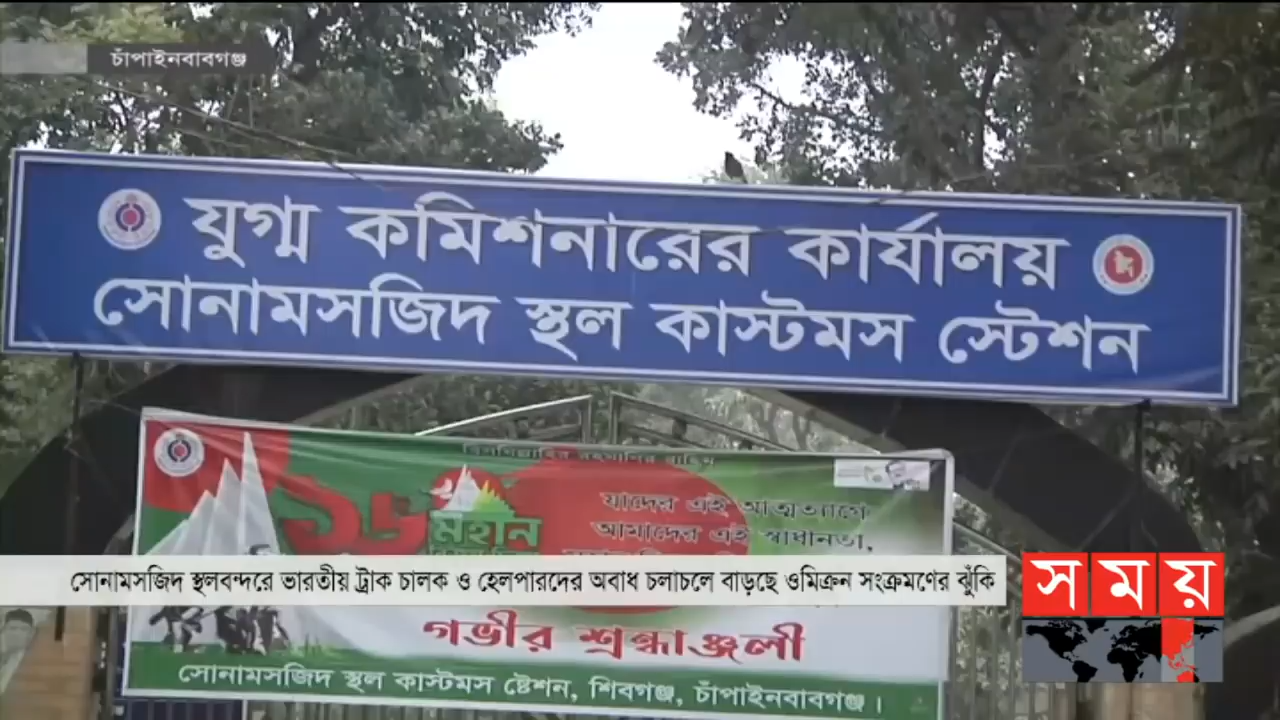 চাঁপাইনবাবগঞ্জ
যুগ্ম কমিশনারের কার্যালয়
সোনামসজিদ স্থল কাস্টমস স্টেশন
১৬ মহান
যাদের এই আত্মত্যাগে
আমাদের এই স্বাধীনতা,
সোনামসজিদ স্থলবন্দরে ভারতীয় ট্রাক চালক ও হেলপারদের অবাধ চলাচলে বাড়ছে ওমিক্রন সংক্রমণের ঝুঁকি
সময়
গভীর শ্রদ্ধাঞ্জলী
সোনামসজিদ স্থল কাস্টমস ষ্টেশন, শিবগঞ্জ, চাঁপাইনবাবগঞ্জ।